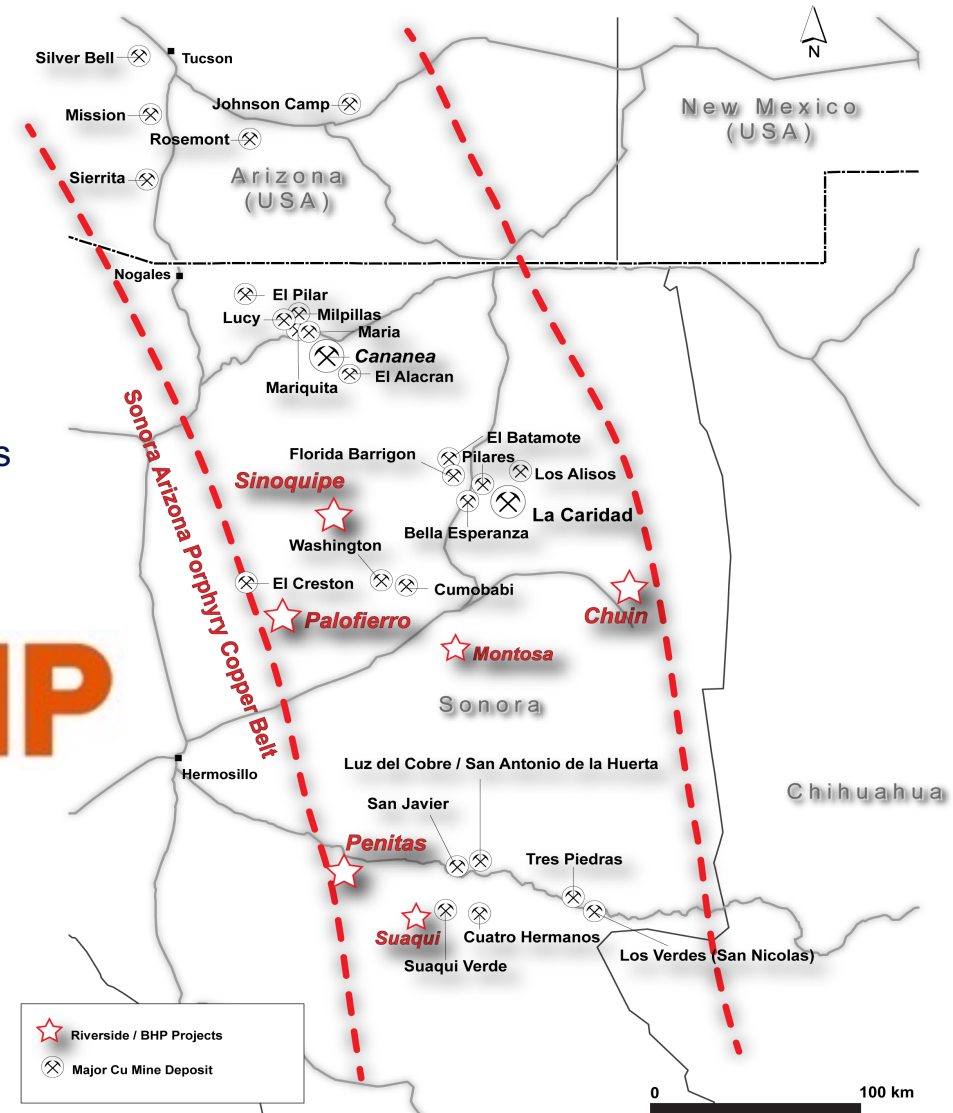 Silver Bell
Tucson
N
Mission
Johnson Camp
New Mexico
(USA)
Rosemont
Sierrita
Arizona
(USA)
Nogales
El Pilar
Lucy
Milpillas
Maria
Cananea
El Alacran
Mariquita
Sonora Arizona Porphyry Copper Belt
s
El Batamote
Florida Barrigon
Pilares
Los Alisos
Sinoquipe
La Caridad
Bella Esperanza
Washington
El Creston
Cumobabi
Palofierro
Chuin
HP
Montosa
Sonora
Hermosillo
Luz del Cobre / San Antonio de la Huerta
Chihuahua
San Javier
Penitas
Tres Piedras
Suaqui
Cuatro Hermanos
Suaqui Verde
Los Verdes (San Nicolas)
Riverside / BHP Projects
Major Cu Mine Deposit
0
100 km